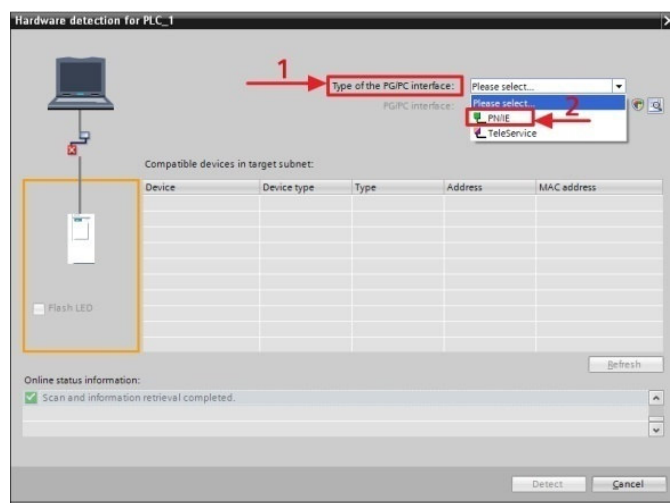 Hardware detection for PLC_1
1
Type of the PG/PC interface: Please select...
PG/PC interface: Please select...
2
PN/IE
TeleService
Compatible devices in target subnet:
Device Device type Type Address MAC address
Flash LED
Refresh
Online status information:
Scan and information retrieval completed.
Detect Cancel